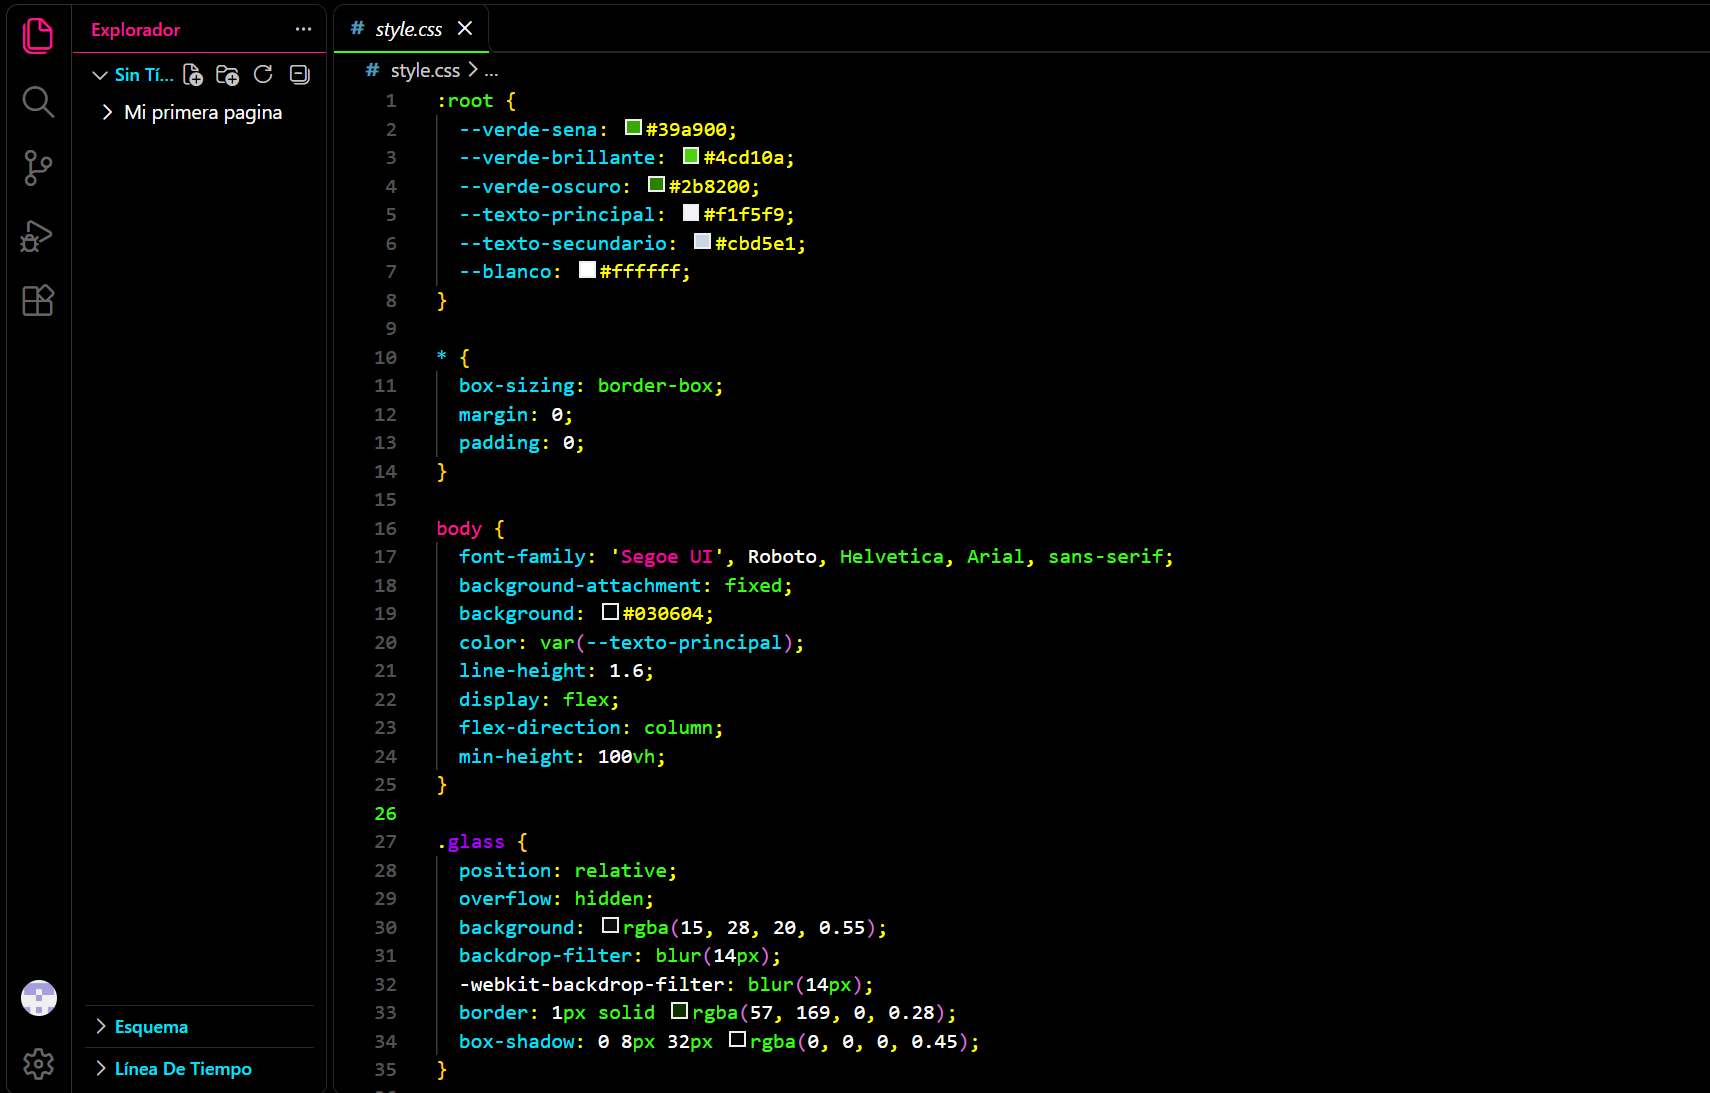 Explorador
Sin Tí...
Mi primera pagina
Esquema
Línea De Tiempo
# style.css
# style.css > ...
1 :root {
2 --verde-sena: #39a900;
3 --verde-brillante: #4cd10a;
4 --verde-oscuro: #2b8200;
5 --texto-principal: #f1f5f9;
6 --texto-secundario: #cbd5e1;
7 --blanco: #ffffff;
8 }
9
10 * {
11 box-sizing: border-box;
12 margin: 0;
13 padding: 0;
14 }
15
16 body {
17 font-family: 'Segoe UI', Roboto, Helvetica, Arial, sans-serif;
18 background-attachment: fixed;
19 background: #030604;
20 color: var(--texto-principal);
21 line-height: 1.6;
22 display: flex;
23 flex-direction: column;
24 min-height: 100vh;
25 }
26
27 .glass {
28 position: relative;
29 overflow: hidden;
30 background: rgba(15, 28, 20, 0.55);
31 backdrop-filter: blur(14px);
32 -webkit-backdrop-filter: blur(14px);
33 border: 1px solid rgba(57, 169, 0, 0.28);
34 box-shadow: 0 8px 32px rgba(0, 0, 0, 0.45);
35 }